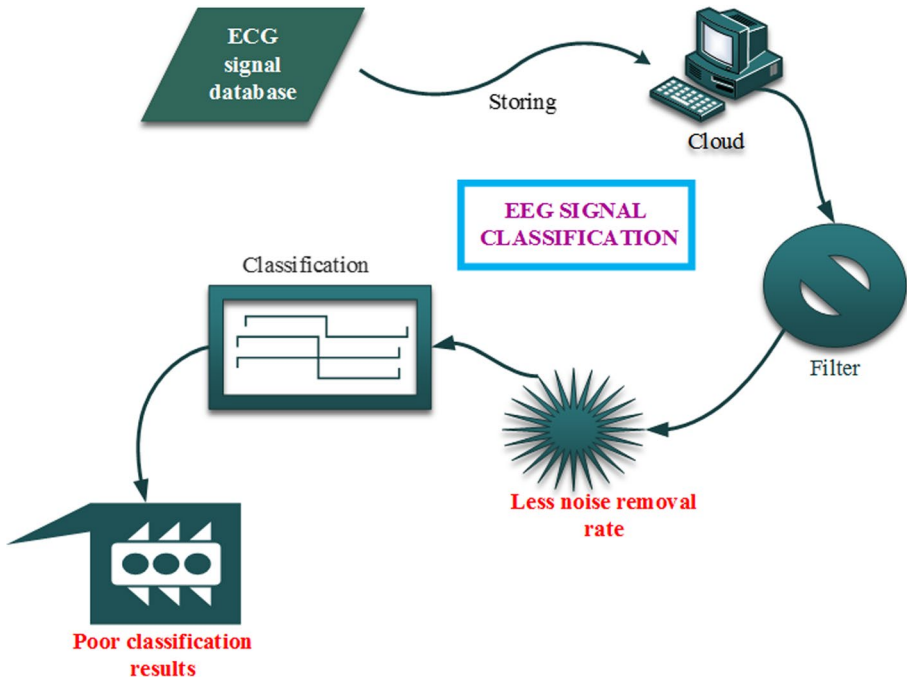 ECG
signal
database
Storing
Cloud
EEG SIGNAL
CLASSIFICATION
Classification
Filter
Less noise removal
rate
Poor classification
results